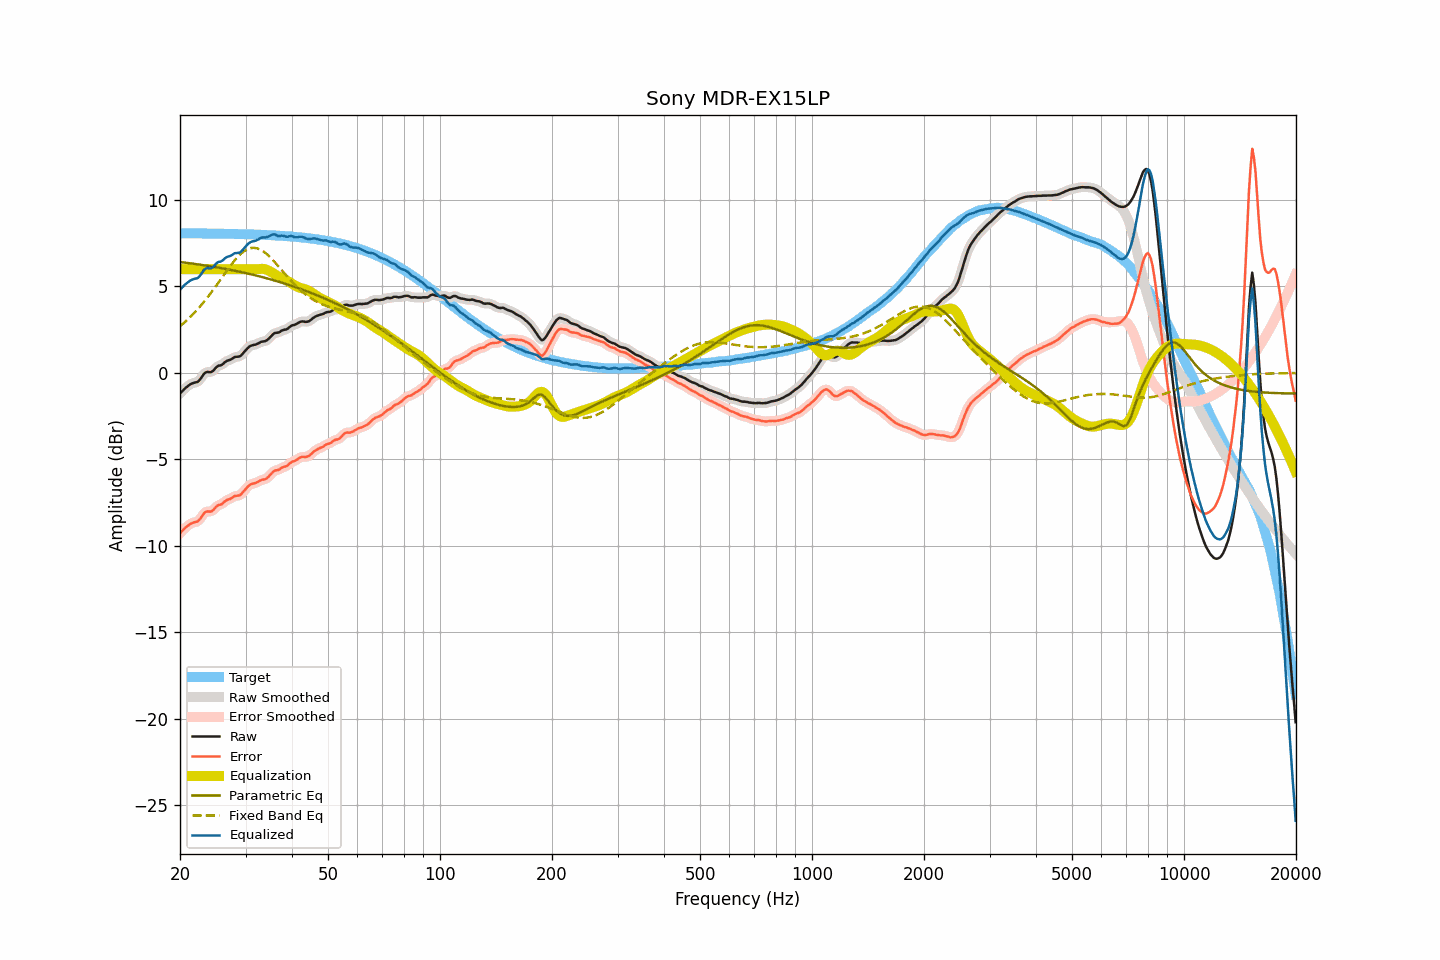 Sony MDR-EX15LP
Amplitude (dBr)
10
5
0
−5
−10
−15
−20
−25
Target
Raw Smoothed
Error Smoothed
Raw
Error
Equalization
Parametric Eq
Fixed Band Eq
Equalized
20 50 100 200 500 1000 2000 5000 10000 20000
Frequency (Hz)